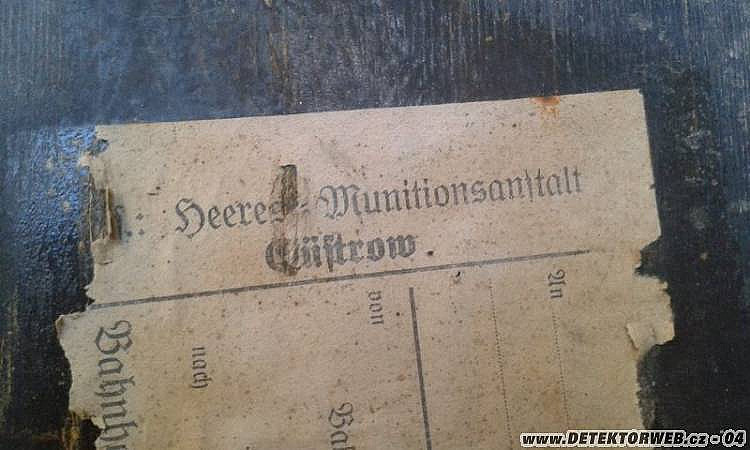 Heeres-Munitionsanstalt
Güstrow
An
von
nach
www.DETEKTORWEB.cz - 04